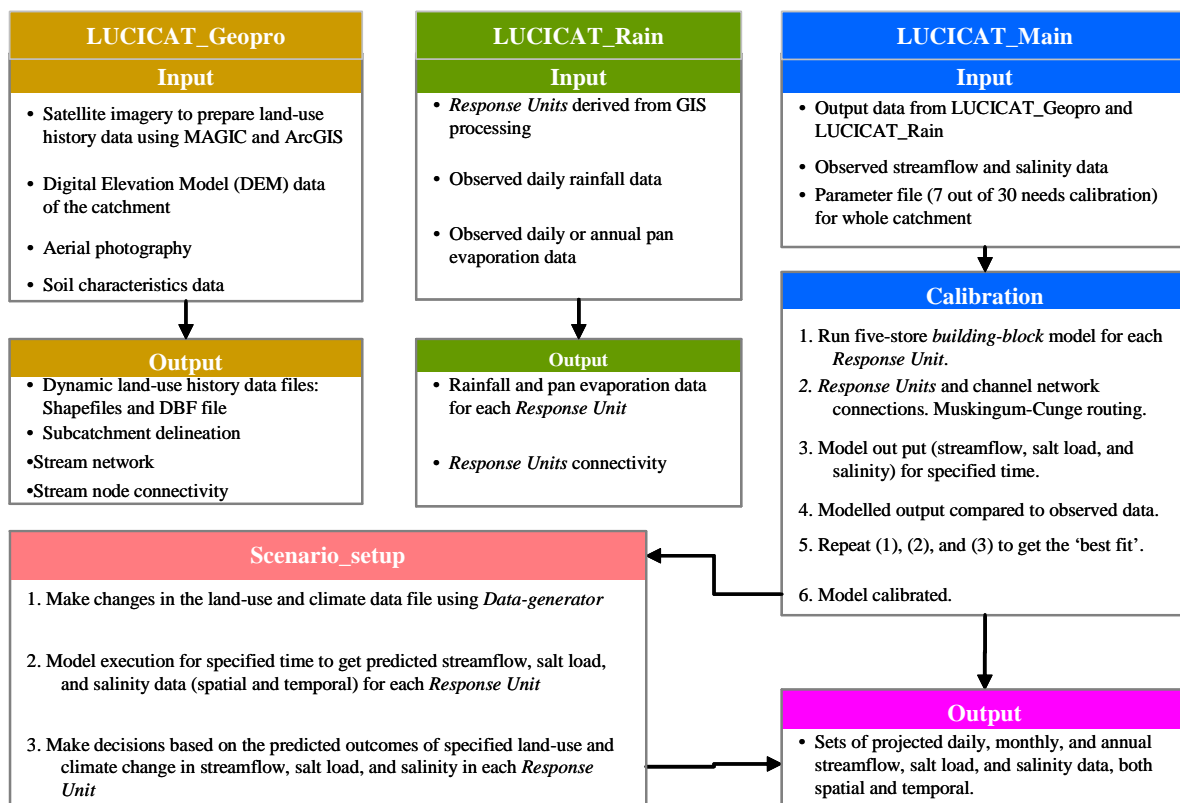 LUCICAT_Geopro
Input
• Satellite imagery to prepare land-use
history data using MAGIC and ArcGIS
• Digital Elevation Model (DEM) data
of the catchment
• Aerial photography
• Soil characteristics data
Output
• Dynamic land-use history data files:
Shapefiles and DBF file
• Subcatchment delineation
•Stream network
•Stream node connectivity
LUCICAT_Rain
Input
• Response Units derived from GIS
processing
• Observed daily rainfall data
• Observed daily or annual pan
evaporation data
Output
• Rainfall and pan evaporation data
for each Response Unit
• Response Units connectivity
LUCICAT_Main
Input
• Output data from LUCICAT_Geopro and
LUCICAT_Rain
• Observed streamflow and salinity data
• Parameter file (7 out of 30 needs calibration)
for whole catchment
Calibration
1. Run five-store building-block model for each
Response Unit.
2. Response Units and channel network
connections. Muskingum-Cunge routing.
3. Model out put (streamflow, salt load, and
salinity) for specified time.
4. Modelled output compared to observed data.
5. Repeat (1), (2), and (3) to get the ‘best fit’.
6. Model calibrated.
Scenario_setup
1. Make changes in the land-use and climate data file using Data-generator
2. Model execution for specified time to get predicted streamflow, salt load,
and salinity data (spatial and temporal) for each Response Unit
3. Make decisions based on the predicted outcomes of specified land-use and
climate change in streamflow, salt load, and salinity in each Response
Unit
Output
• Sets of projected daily, monthly, and annual
streamflow, salt load, and salinity data, both
spatial and temporal.